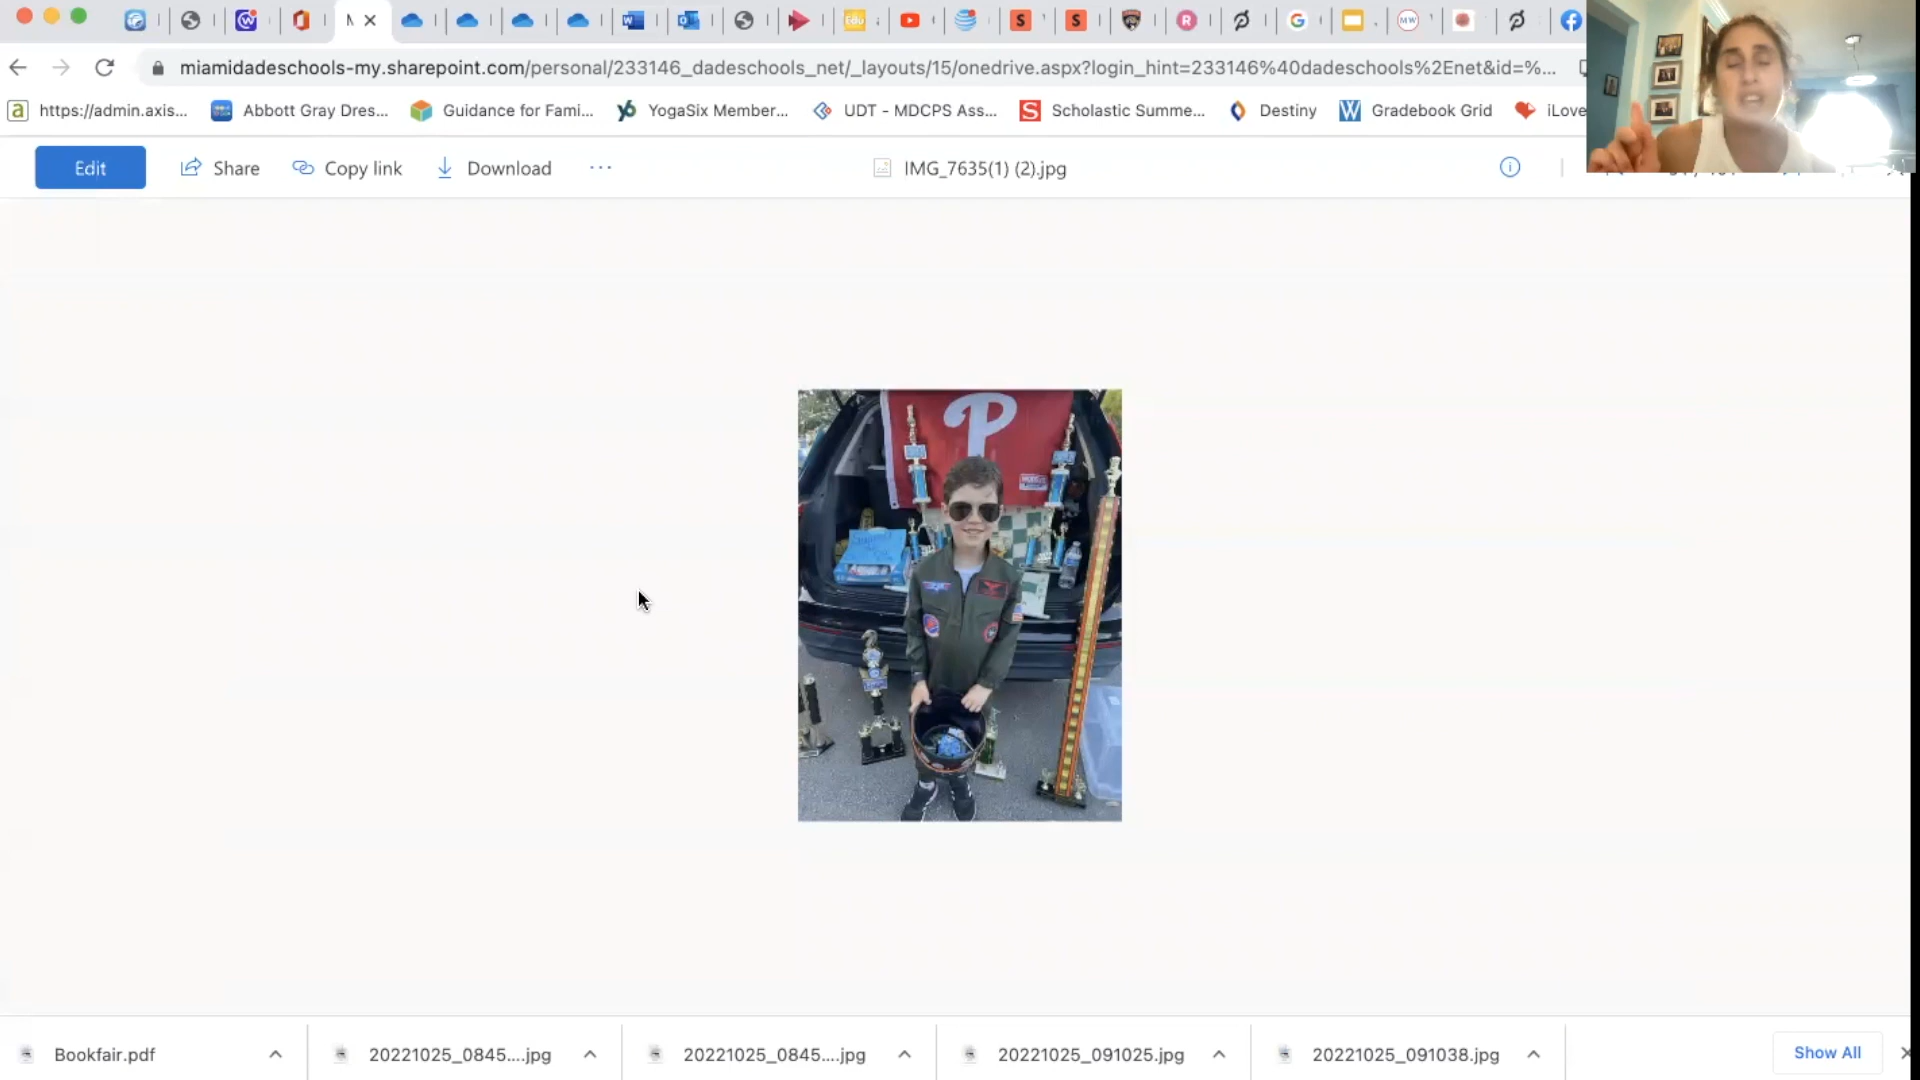 miamidadeschools-my.sharepoint.com/personal/233146_dadeschools_net/_layouts/15/onedrive.aspx?login_hint=233146%40dadeschools%2Enet&id=%...
https://admin.axis...
Abbott Gray Dres...
Guidance for Fami...
YogaSix Member...
UDT - MDCPS Ass...
Scholastic Summe...
Destiny
Gradebook Grid
iLove
Edit
Share
Copy link
Download
IMG_7635(1) (2).jpg
P
Bookfair.pdf
20221025_0845....jpg
20221025_0845....jpg
20221025_091025.jpg
20221025_091038.jpg
Show All